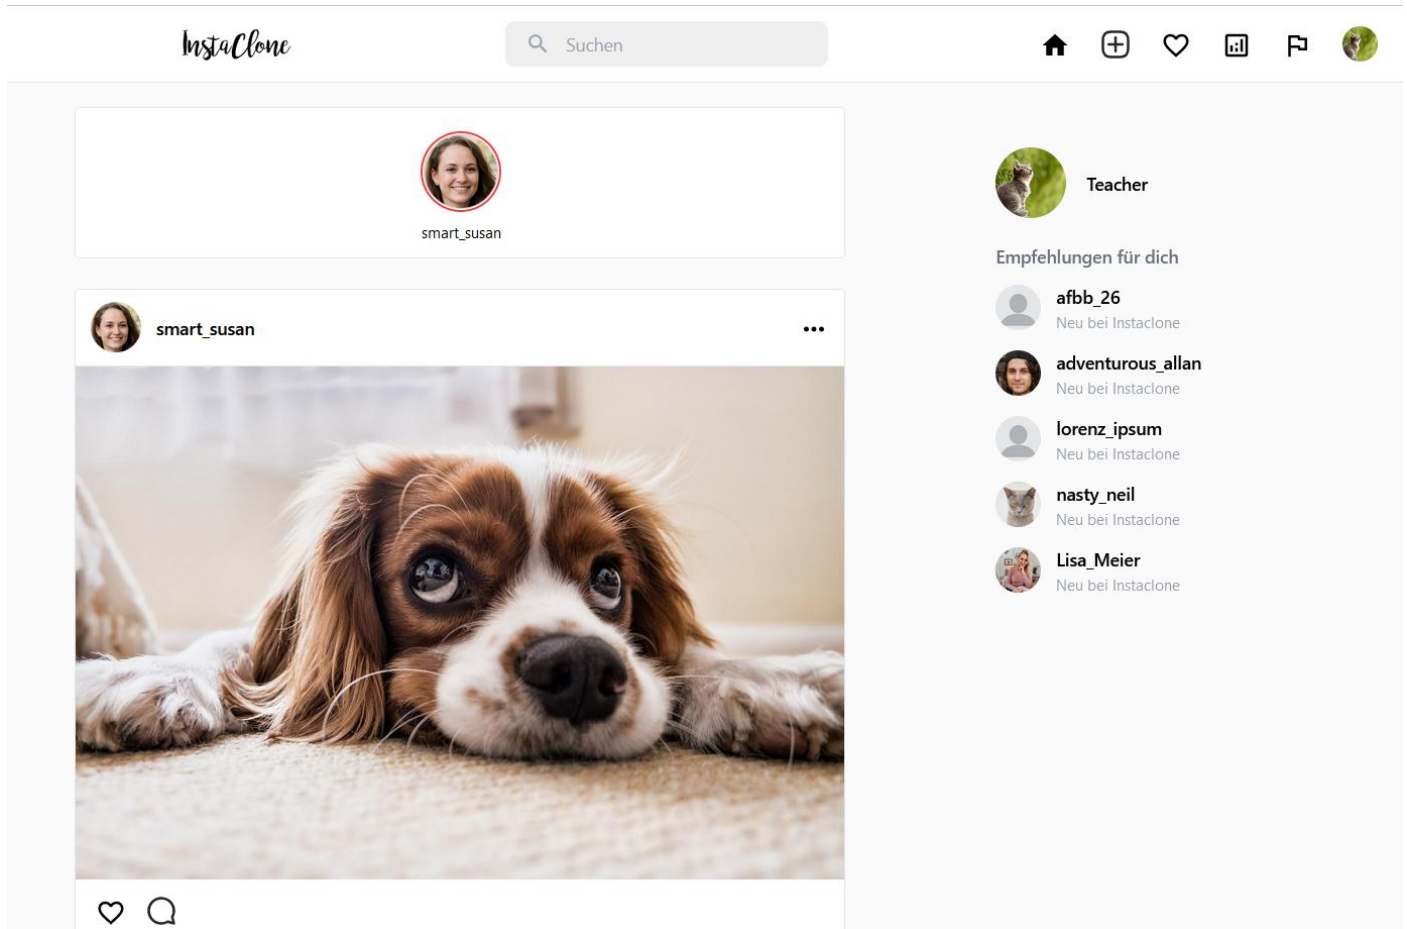 InstaClone
Suchen
smart_susan
smart_susan
Teacher
Empfehlungen für dich
afbb_26
Neu bei Instaclone
adventurous_allan
Neu bei Instaclone
lorenz_ipsum
Neu bei Instaclone
nasty_neil
Neu bei Instaclone
Lisa_Meier
Neu bei Instaclone